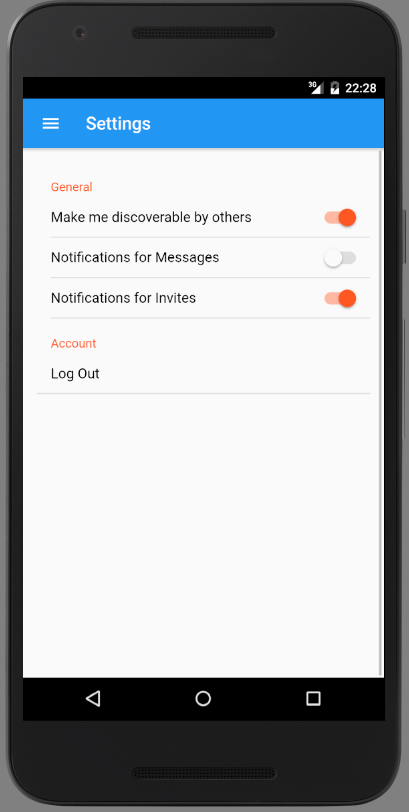 3G 22:28
Settings
General
Make me discoverable by others
Notifications for Messages
Notifications for Invites
Account
Log Out